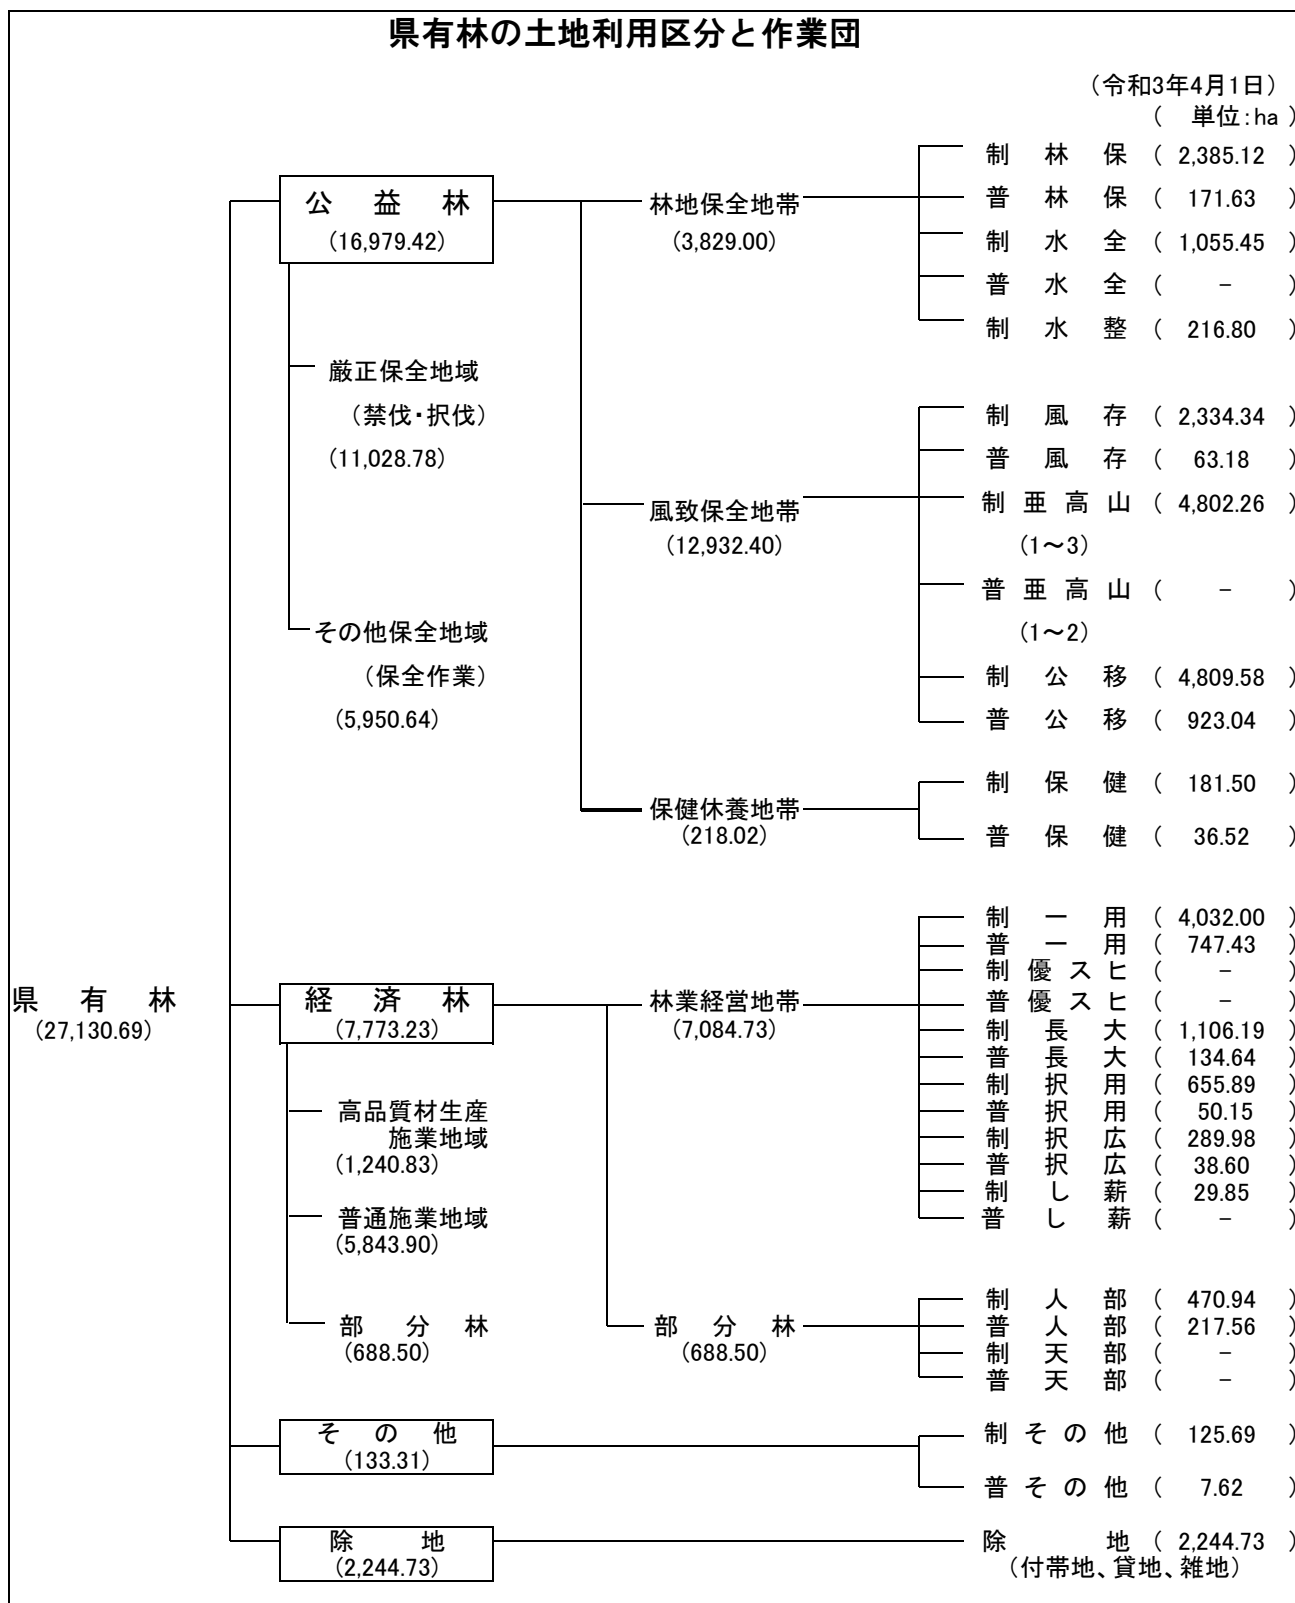 県有林の土地利用区分と作業団
(令和3年4月1日)
( 単位:ha )
制 林 保 ( 2,385.12 )
公 益 林
林地保全地帯
普 林 保 ( 171.63 )
(16,979.42)
(3,829.00)
制 水 全 ( 1,055.45 )
普 水 全 ( - )
制 水 整 ( 216.80 )
厳正保全地域
(禁伐・択伐)
(11,028.78)
制 風 存 ( 2,334.34 )
普 風 存 ( 63.18 )
風致保全地帯
(12,932.40)
制 亜 高 山 ( 4,802.26 )
(1~3)
普 亜 高 山 ( - )
(1~2)
その他保全地域
(保全作業)
(5,950.64)
制 公 移 ( 4,809.58 )
普 公 移 ( 923.04 )
保健休養地帯
(218.02)
制 保 健 ( 181.50 )
普 保 健 ( 36.52 )
県 有 林
(27,130.69)
経 済 林
(7,773.23)
林業経営地帯
(7,084.73)
制 一 用 ( 4,032.00 )
普 一 用 ( 747.43 )
制 優 ス ヒ ( - )
普 優 ス ヒ ( - )
制 長 大 ( 1,106.19 )
普 長 大 ( 134.64 )
制 択 用 ( 655.89 )
普 択 用 ( 50.15 )
制 択 広 ( 289.98 )
普 択 広 ( 38.60 )
制 し 薪 ( 29.85 )
普 し 薪 ( - )
高品質材生産
施業地域
(1,240.83)
普通施業地域
(5,843.90)
部 分 林
(688.50)
部 分 林
(688.50)
制 人 部 ( 470.94 )
普 人 部 ( 217.56 )
制 天 部 ( - )
普 天 部 ( - )
そ の 他
(133.31)
制 そ の 他 ( 125.69 )
普 そ の 他 ( 7.62 )
除 地
(2,244.73)
除 地 ( 2,244.73 )
(付帯地、貸地、雑地)